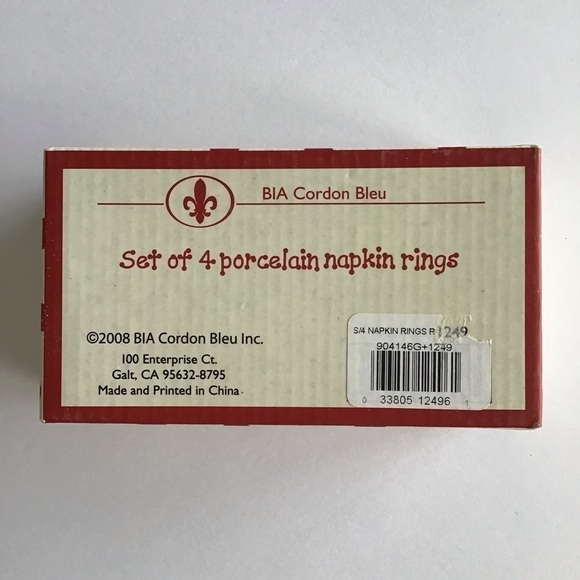 BIA Cordon Bleu
Set of 4 porcelain napkin rings
©2008 BIA Cordon Bleu Inc.
100 Enterprise Ct.
Galt, CA 95632-8795
Made and Printed in China.
S/4 NAPKIN RINGS R 1249
904146G+1249
0 33805 12496 1